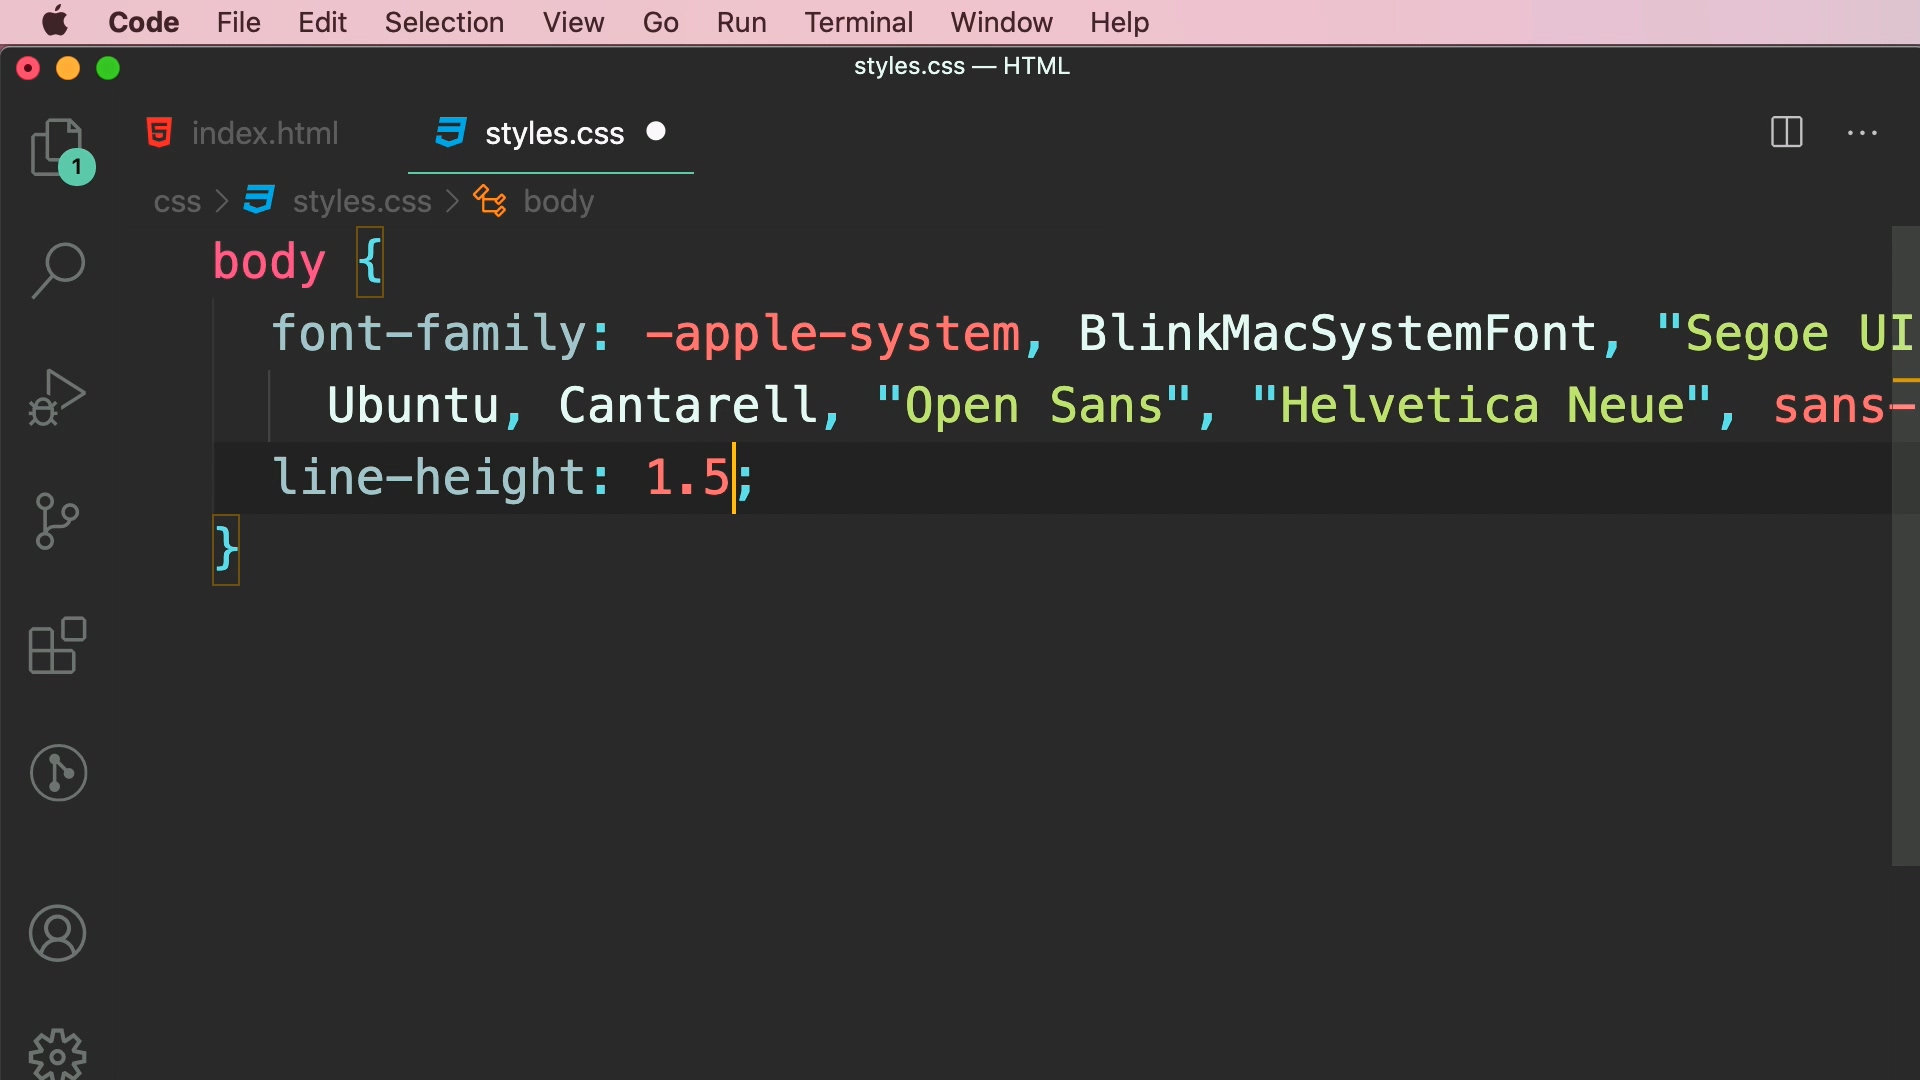 Code File Edit Selection View Go Run Terminal Window Help
styles.css — HTML
index.html styles.css
1
css > styles.css > body
body {
font-family: -apple-system, BlinkMacSystemFont, "Segoe UI
Ubuntu, Cantarell, "Open Sans", "Helvetica Neue", sans-
line-height: 1.5;
}